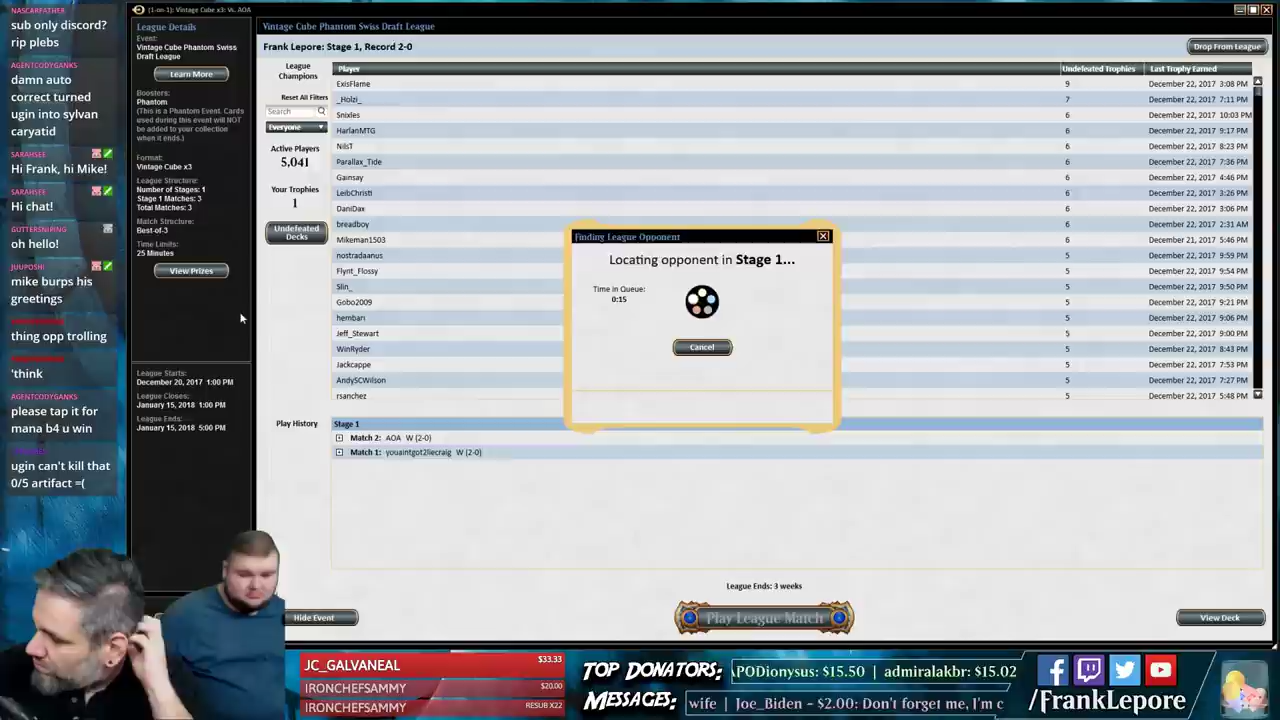 NASCARFATHER
sub only discord?
rip plebs
AGENTCODYGANKS
damn auto
correct turned
ugin into sylvan
caryatid
SARAHSEE
Hi Frank, hi Mike!
SARAHSEE
Hi chat!
GUTTERSNIPING
oh hello!
JUUPOSHI
mike burps his
greetings
thing opp trolling
'think
AGENTCODYGANKS
please tap it for
mana b4 u win
ugin can't kill that
0/5 artifact =(
(1-on-1): Vintage Cube x3: Vs. AOA
League Details
Event:
Vintage Cube Phantom Swiss
Draft League
Learn More
Boosters:
Phantom
(This is a Phantom Event. Cards
used during this event will NOT
be added to your collection
when it ends.)
Format:
Vintage Cube x3
League Structure:
Number of Stages: 1
Stage 1 Matches: 3
Total Matches: 3
Match Structure:
Best-of-3
Time Limits:
25 Minutes
View Prizes
League Starts:
December 20, 2017 1:00 PM
League Closes:
January 15, 2018 1:00 PM
League Ends:
January 15, 2018 5:00 PM
Vintage Cube Phantom Swiss Draft League
Frank Lepore: Stage 1, Record 2-0
Drop From League
League
Champions
Reset All Filters
Search
Everyone
Active Players
5,041
Your Trophies
1
Undefeated
Decks
Player Undefeated Trophies Last Trophy Earned
ExisFlame 9 December 22, 2017 3:08 PM
_Holzi_ 7 December 22, 2017 7:11 PM
Snixles 6 December 22, 2017 10:03 PM
HarlanMTG 6 December 22, 2017 9:17 PM
NilsT 6 December 22, 2017 8:23 PM
Parallax_Tide 6 December 22, 2017 7:36 PM
Gainsay 6 December 22, 2017 4:46 PM
LeibChristi 6 December 22, 2017 3:26 PM
DaniDax 6 December 22, 2017 3:06 PM
breadboy 6 December 22, 2017 2:31 AM
Mikeman1503 6 December 21, 2017 5:46 PM
nostradaanus 5 December 22, 2017 9:59 PM
Flynt_Flossy 5 December 22, 2017 9:54 PM
Slin_ 5 December 22, 2017 9:50 PM
Gobo2009 5 December 22, 2017 9:21 PM
hembari 5 December 22, 2017 9:06 PM
Jeff_Stewart 5 December 22, 2017 9:00 PM
WinRyder 5 December 22, 2017 8:43 PM
Jackcappe 5 December 22, 2017 7:53 PM
AndySCWilson 5 December 22, 2017 7:27 PM
rsanchez 5 December 22, 2017 5:48 PM
Finding League Opponent
Locating opponent in Stage 1...
Time in Queue:
0:15
Cancel
Play History
Stage 1
Match 2: AOA W (2-0)
Match 1: youaintgot2liecraig W (2-0)
League Ends: 3 weeks
Hide Event
Play League Match
View Deck
JC_GALVANEAL $33.33
IRONCHEFSAMMY $20.00
IRONCHEFSAMMY RESUB X22
TOP DONATORS: APODionysus: $15.50 | admiralakbr: $15.02
MESSAGES: wife | Joe_Biden - $2.00: Don't forget me, I'm c
/FrankLepore